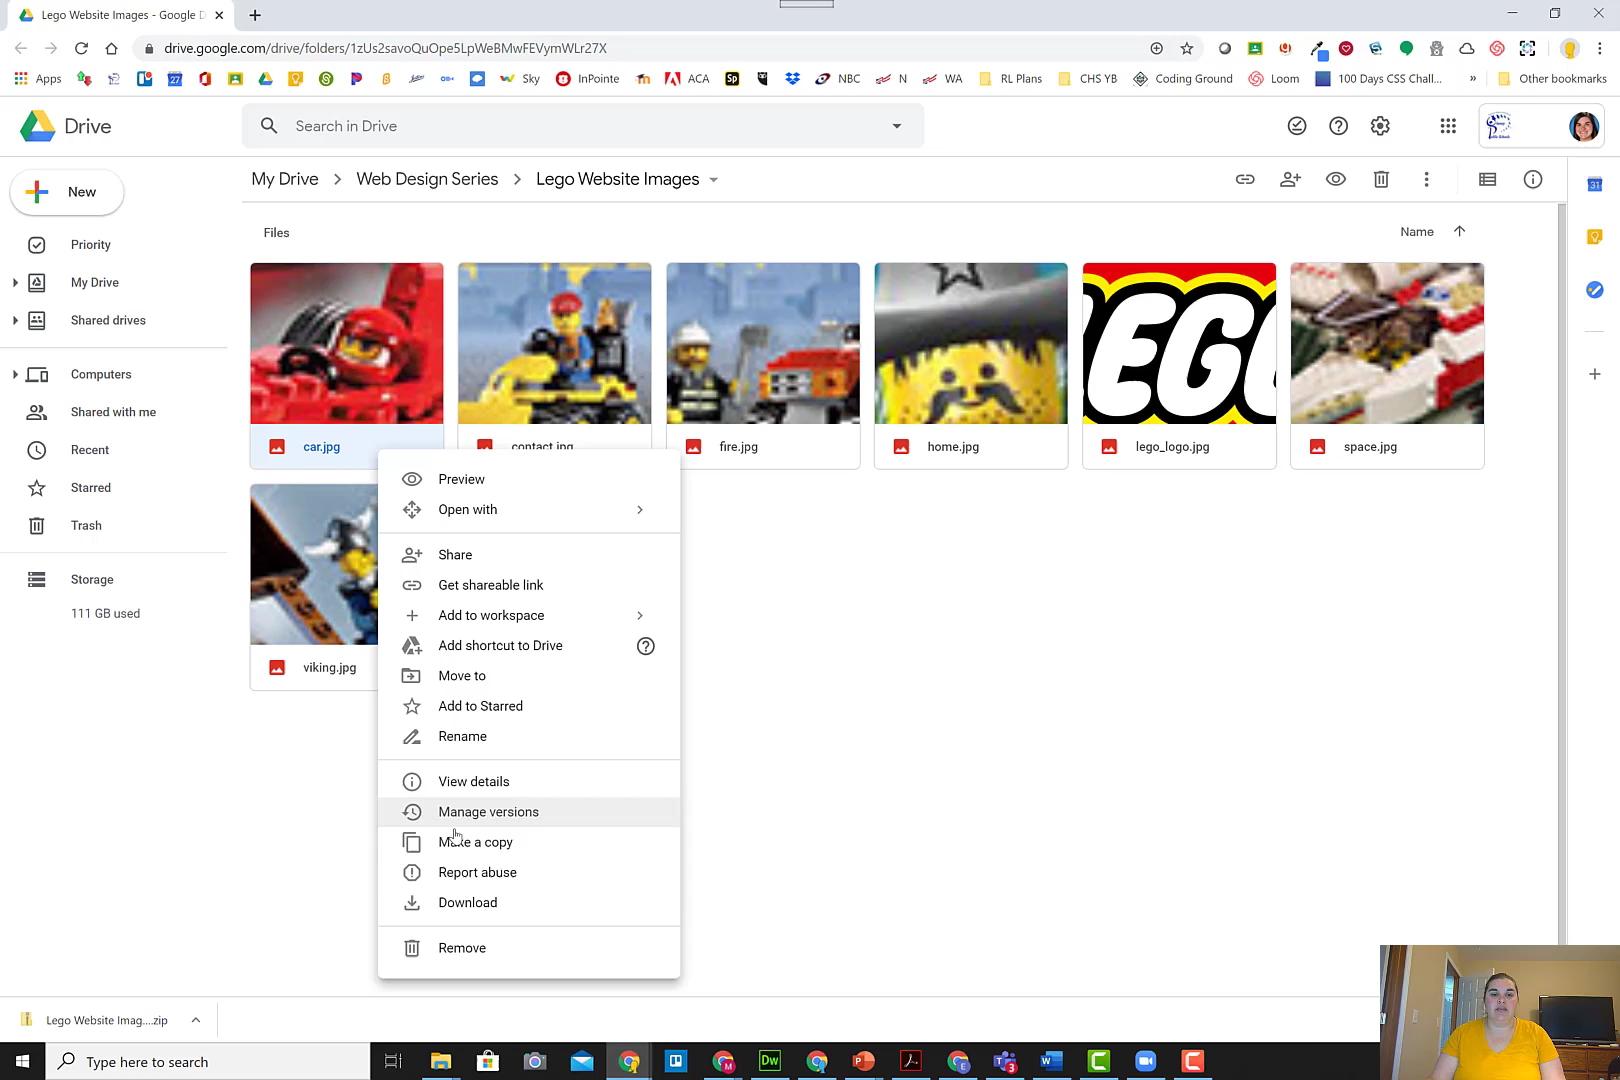 Lego Website Images - Google D
drive.google.com/drive/folders/1zUs2savoQuOpe5LpWeBMwFEVymWLr27X
Apps
Sky
InPointe
ACA
NBC
N
WA
RL Plans
CHS YB
Coding Ground
Loom
100 Days CSS Chall...
Other bookmarks
Drive
Search in Drive
My Drive > Web Design Series > Lego Website Images
New
Files
Name
Priority
My Drive
Shared drives
Computers
Shared with me
Recent
Starred
Trash
Storage
111 GB used
EGO
car.jpg
contact.jpg
fire.jpg
home.jpg
lego_logo.jpg
space.jpg
viking.jpg
Preview
Open with
Share
Get shareable link
Add to workspace
Add shortcut to Drive
Move to
Add to Starred
Rename
View details
Manage versions
Make a copy
Report abuse
Download
Remove
Lego Website Imag....zip
Type here to search